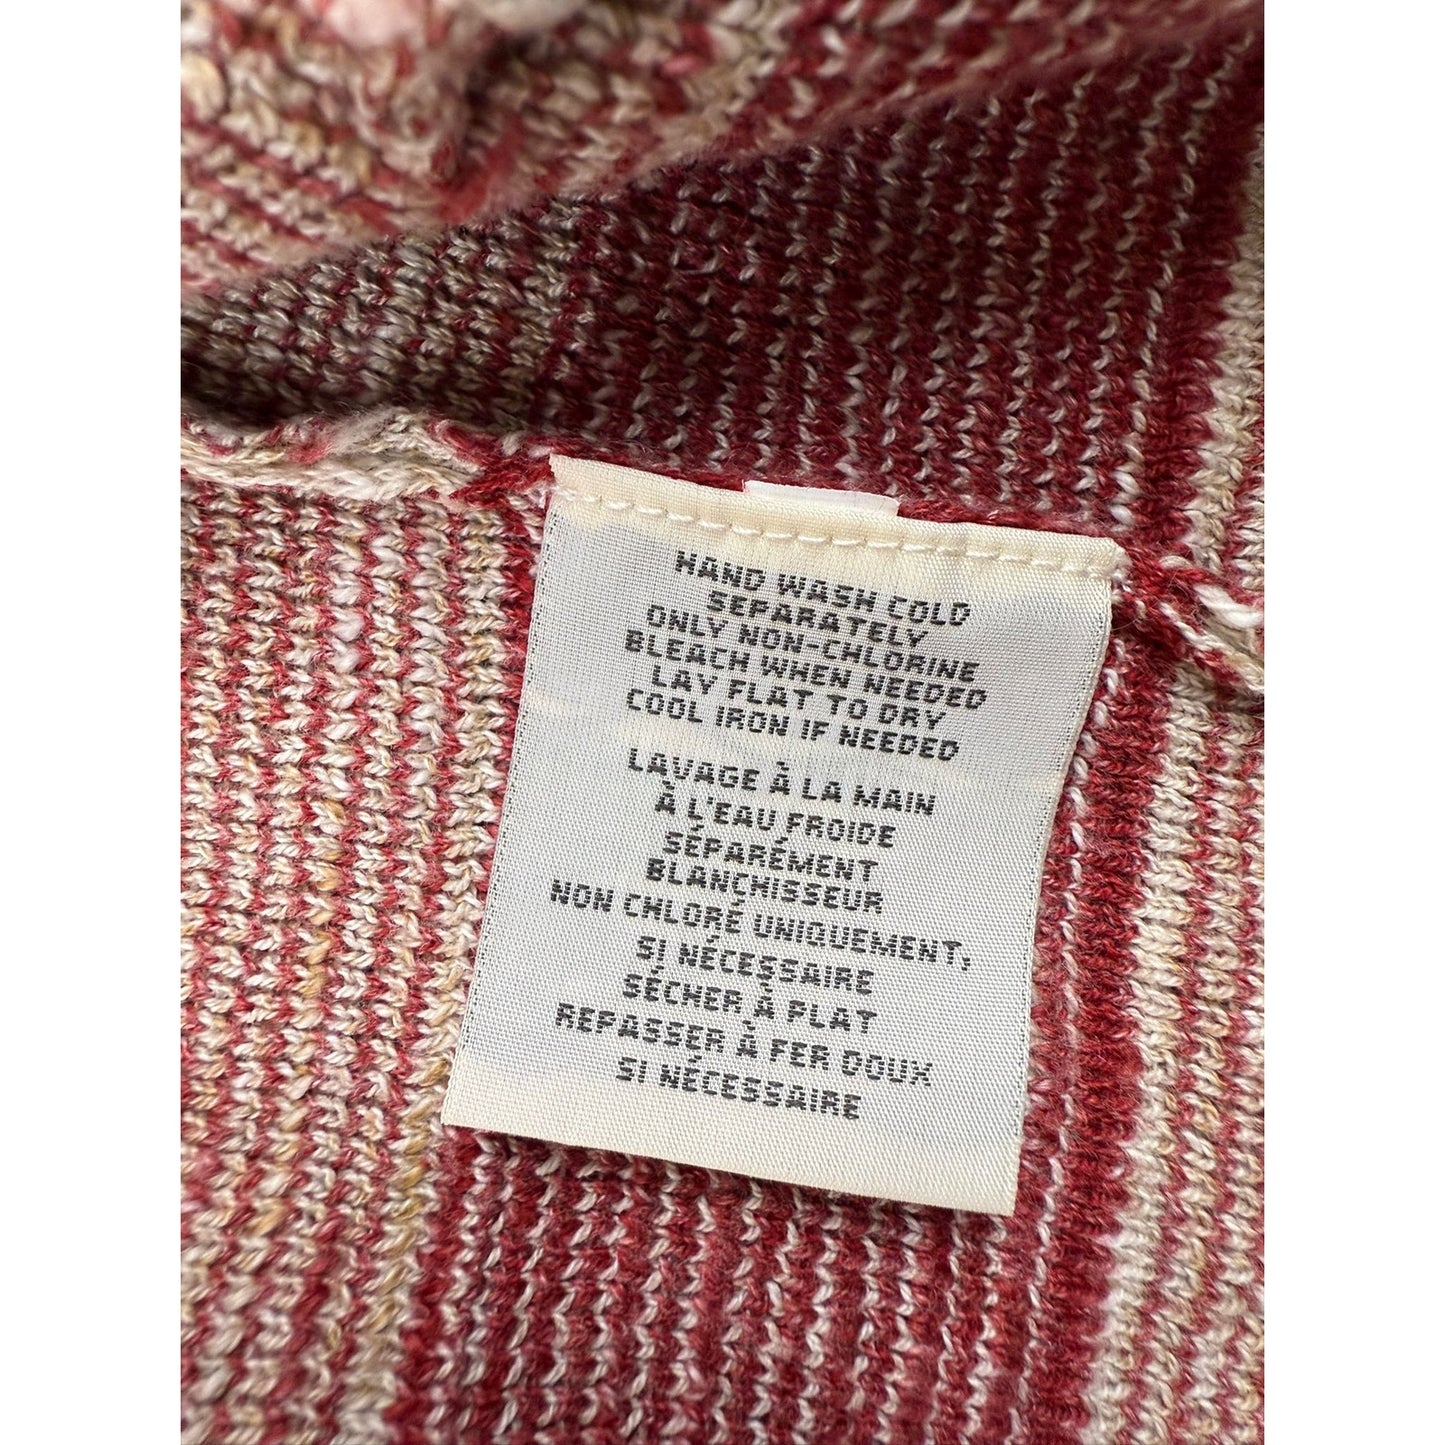 HAND WASH COLD
SEPARATELY
ONLY NON-CHLORINE
BLEACH WHEN NEEDED
LAY FLAT TO DRY
COOL IRON IF NEEDED
LAVAGE À LA MAIN
À L'EAU FROIDE
SÉPARÉMENT
BLANCHISSEUR
NON CHLORÉ UNIQUEMENT,
SI NÉCESSAIRE
SÉCHER À PLAT
REPASSER À FER DOUX
SI NÉCESSAIRE